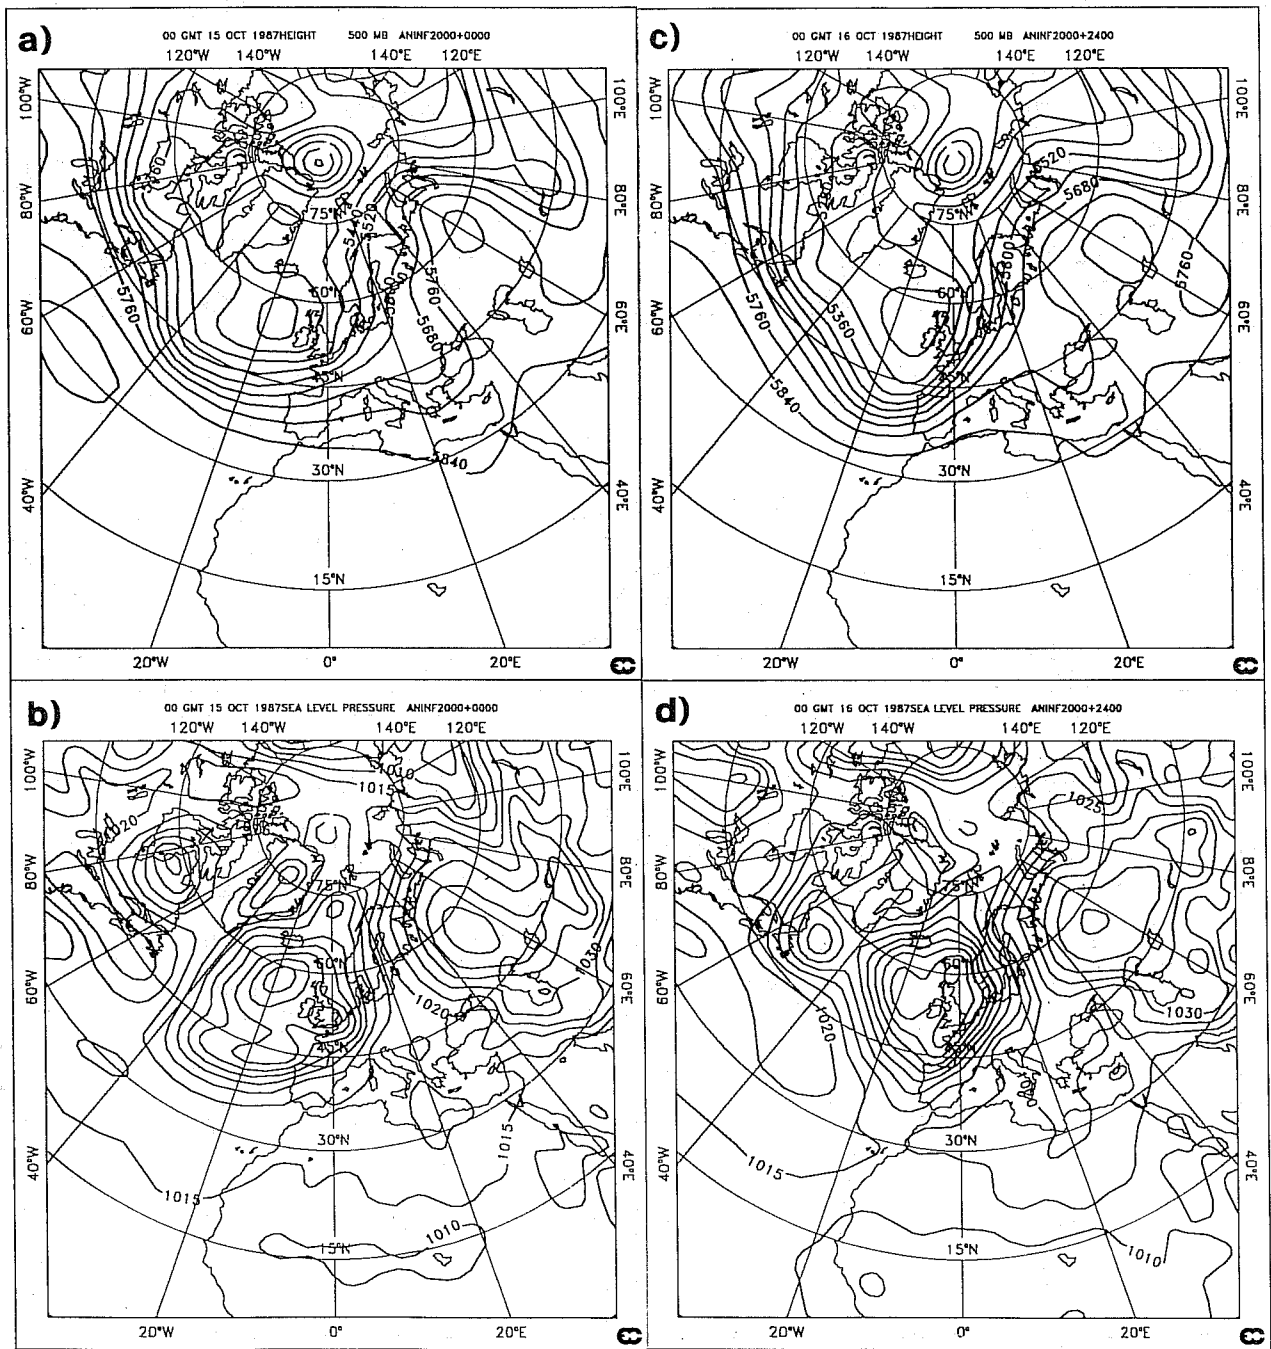 a)
00 GMT 15 OCT 1987HEIGHT 500 MB ANINF2000+0000
120°W 140°W 140°E 120°E
100°W
100°E
80°W
80°E
60°W
60°E
40°W
40°E
75°N
60°N
45°N
30°N
15°N
5440
5520
5760
5760
5680
5840
20°W 0° 20°E
c)
00 GMT 16 OCT 1987HEIGHT 500 MB ANINF2000+2400
120°W 140°W 140°E 120°E
100°W
100°E
80°W
80°E
60°W
60°E
40°W
40°E
5520
5680
75°N
5760
5760
60°N
5360
45°N
5840
30°N
15°N
20°W 0° 20°E
b)
00 GMT 15 OCT 1987SEA LEVEL PRESSURE ANINF2000+0000
120°W 140°W 140°E 120°E
100°W
100°E
80°W
80°E
60°W
60°E
40°W
40°E
1010
1015
1020
75°N
60°N
1030
1020
45°N
30°N
1015
1015
1010
15°N
20°W 0° 20°E
d)
00 GMT 16 OCT 1987SEA LEVEL PRESSURE ANINF2000+2400
120°W 140°W 140°E 120°E
100°W
100°E
80°W
80°E
60°W
60°E
40°W
40°E
1025
75°N
60°N
1030
1020
45°N
30°N
1015
15°N
1010
20°W 0° 20°E